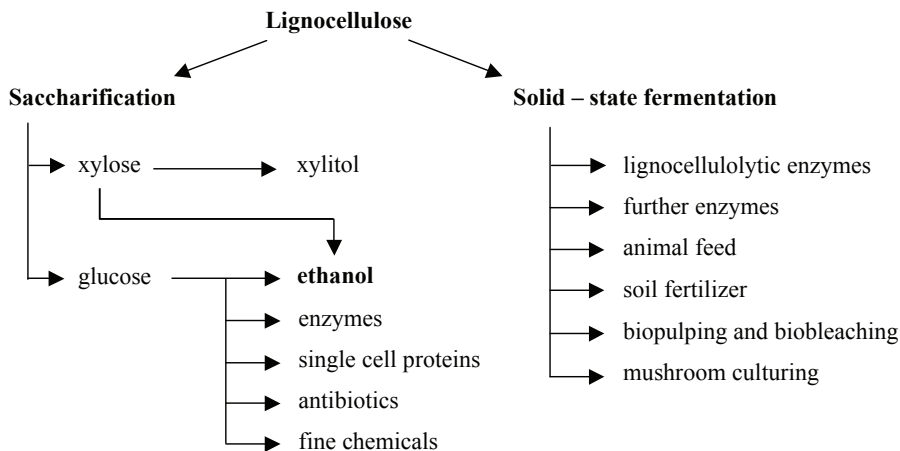 Lignocellulose
Saccharification
Solid – state fermentation
xylose
xylitol
lignocellulolytic enzymes
further enzymes
animal feed
glucose
ethanol
soil fertilizer
enzymes
biopulping and biobleaching
single cell proteins
mushroom culturing
antibiotics
fine chemicals